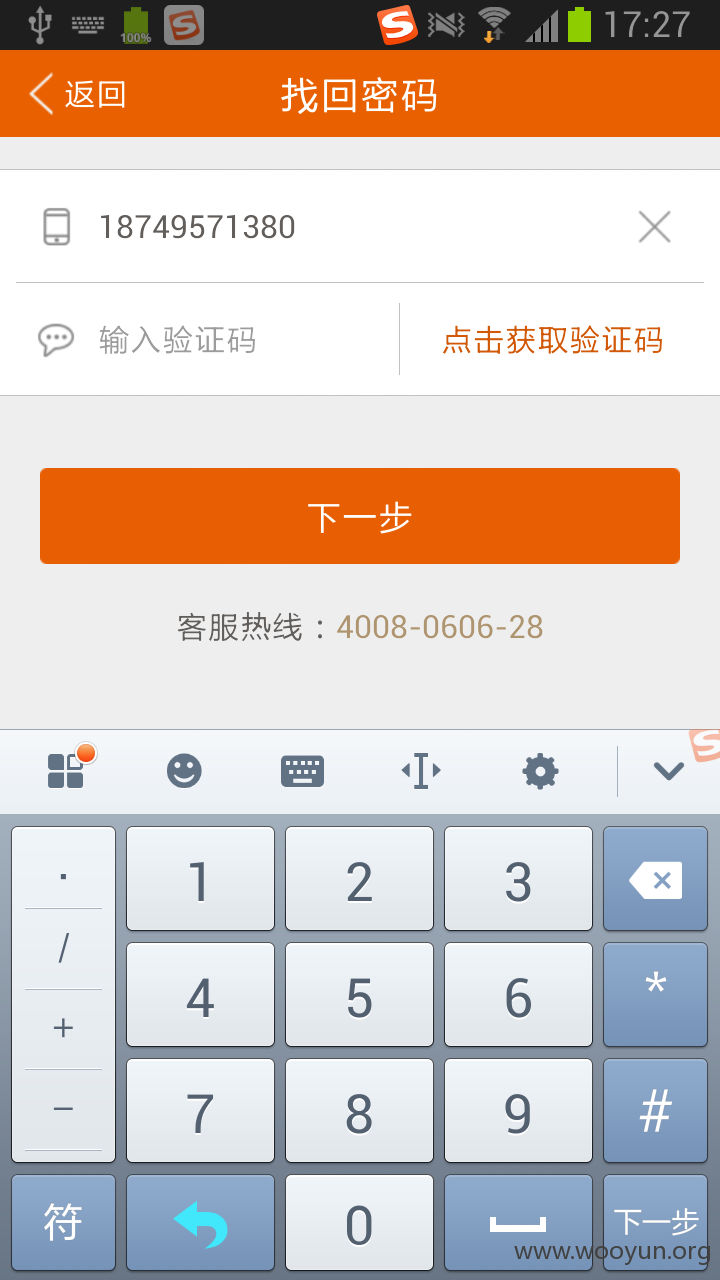 100% 17:27
返回 找回密码
18749571380
输入验证码 点击获取验证码
下一步
客服热线：4008-0606-28
. 1 2 3
/
4 5 6 *
+
7 8 9 #
−
符 0 下一步
www.wooyun.org